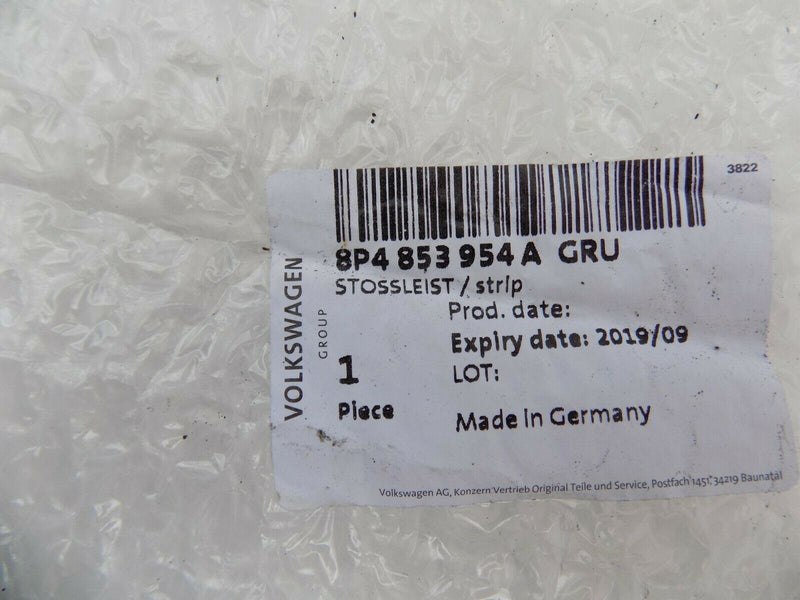 3822
8P4 853 954 A GRU
STOSSLEIST / strip
Prod. date:
Expiry date: 2019/09
LOT:
1
Piece
Made in Germany
VOLKSWAGEN
GROUP
Volkswagen AG, Konzern Vertrieb Original Teile und Service, Postfach 1451, 34219 Baunatal